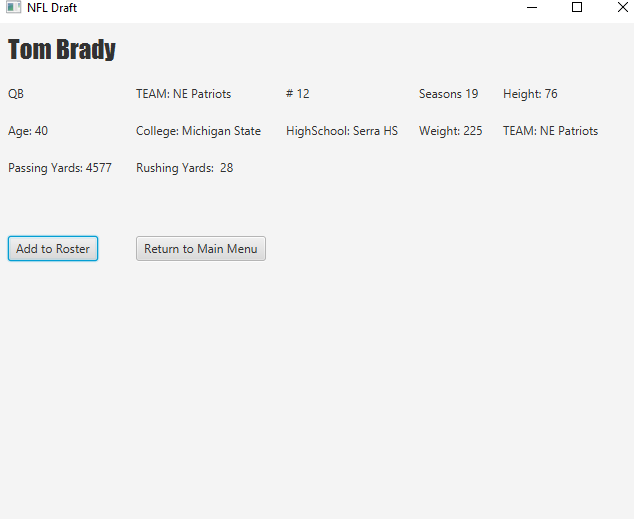 NFL Draft
Tom Brady
QB TEAM: NE Patriots # 12 Seasons 19 Height: 76
Age: 40 College: Michigan State HighSchool: Serra HS Weight: 225 TEAM: NE Patriots
Passing Yards: 4577 Rushing Yards:  28
Add to Roster Return to Main Menu